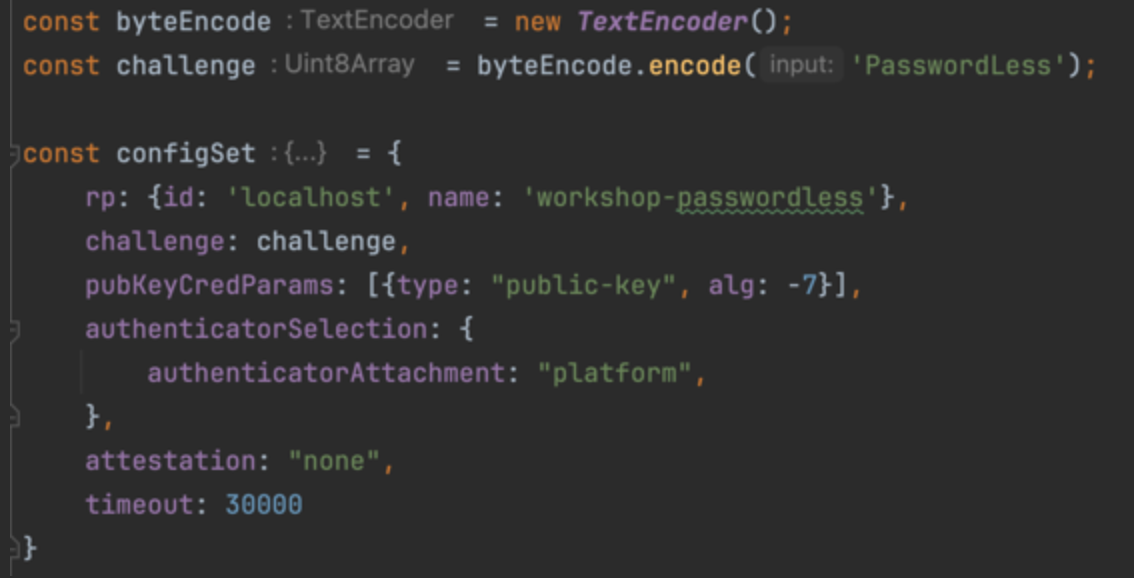 const byteEncode : TextEncoder = new TextEncoder();
const challenge : Uint8Array = byteEncode.encode( input: 'PasswordLess');
const configSet : {...} = {
rp: {id: 'localhost', name: 'workshop-passwordless'},
challenge: challenge,
pubKeyCredParams: [{type: "public-key", alg: -7}],
authenticatorSelection: {
authenticatorAttachment: "platform",
},
attestation: "none",
timeout: 30000
}